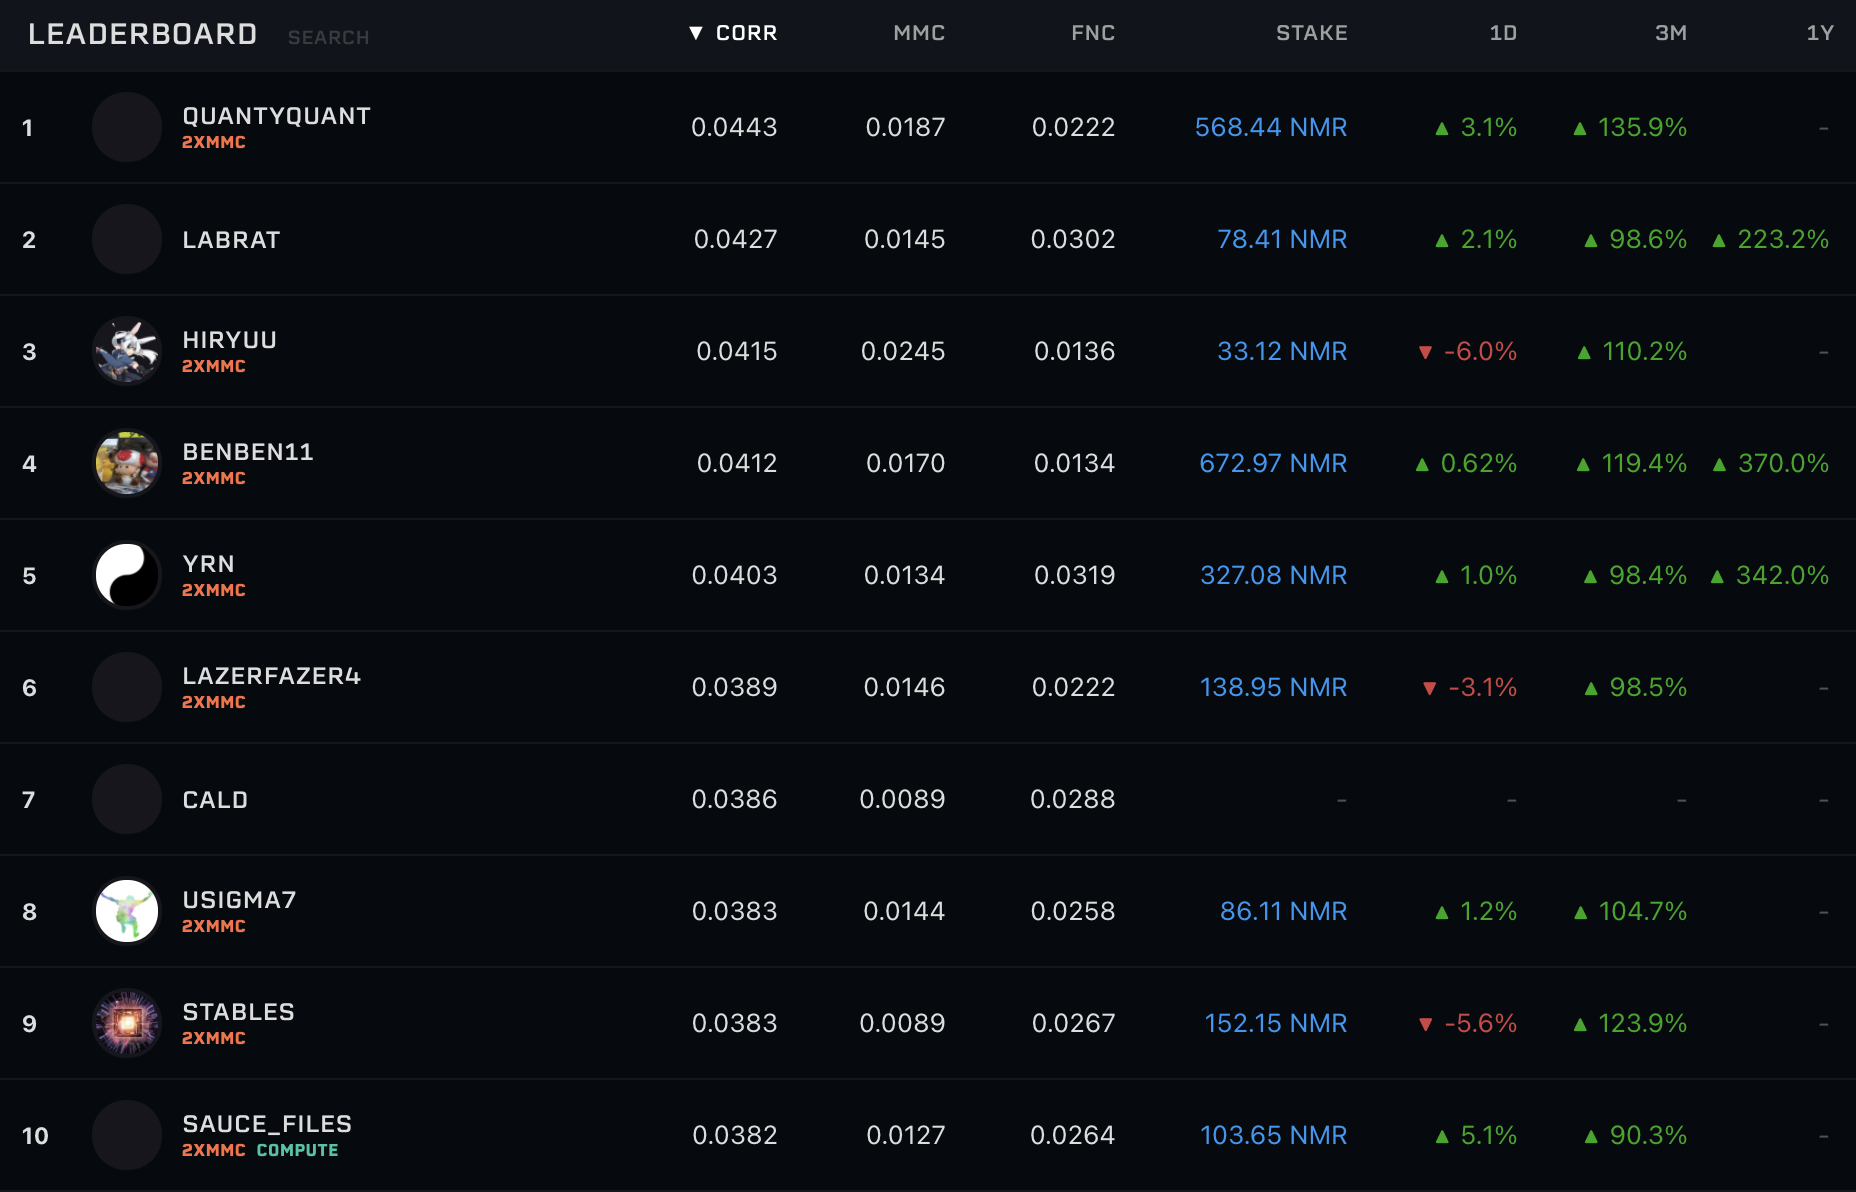 LEADERBOARD SEARCH ▼ CORR MMC FNC STAKE 1D 3M 1Y
1 QUANTYQUANT 0.0443 0.0187 0.0222 568.44 NMR ▲ 3.1% ▲ 135.9% -
2XMMC
2 LABRAT 0.0427 0.0145 0.0302 78.41 NMR ▲ 2.1% ▲ 98.6% ▲ 223.2%
3 HIRYUU 0.0415 0.0245 0.0136 33.12 NMR ▼ -6.0% ▲ 110.2% -
2XMMC
4 BENBEN11 0.0412 0.0170 0.0134 672.97 NMR ▲ 0.62% ▲ 119.4% ▲ 370.0%
2XMMC
5 YRN 0.0403 0.0134 0.0319 327.08 NMR ▲ 1.0% ▲ 98.4% ▲ 342.0%
2XMMC
6 LAZERFAZER4 0.0389 0.0146 0.0222 138.95 NMR ▼ -3.1% ▲ 98.5% -
2XMMC
7 CALD 0.0386 0.0089 0.0288 - - - -
8 USIGMA7 0.0383 0.0144 0.0258 86.11 NMR ▲ 1.2% ▲ 104.7% -
2XMMC
9 STABLES 0.0383 0.0089 0.0267 152.15 NMR ▼ -5.6% ▲ 123.9% -
2XMMC
10 SAUCE_FILES 0.0382 0.0127 0.0264 103.65 NMR ▲ 5.1% ▲ 90.3% -
2XMMC COMPUTE